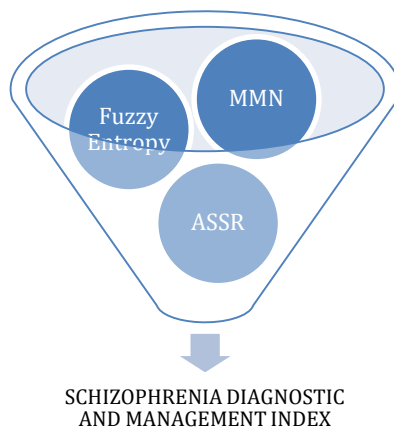 MMN
Fuzzy
Entropy
ASSR
SCHIZOPHRENIA DIAGNOSTIC
AND MANAGEMENT INDEX